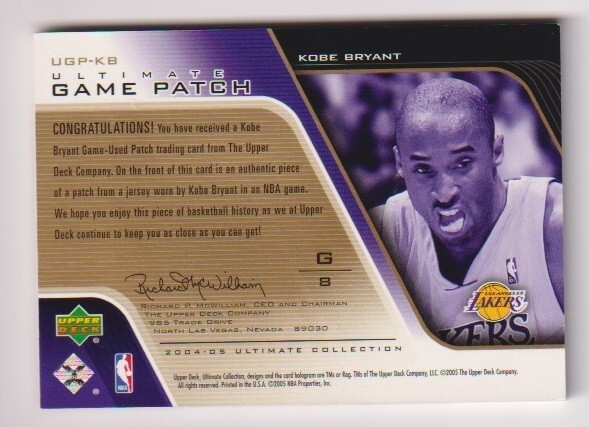 UGP-KB
ULTIMATE
GAME PATCH
KOBE BRYANT
CONGRATULATIONS! You have received a Kobe
Bryant Game-Used Patch trading card from The Upper
Deck Company. On the front of this card is an authentic piece
of a patch from a jersey worn by Kobe Bryant in an NBA game.
We hope you enjoy this piece of basketball history as we at Upper
Deck continue to keep you as close as you can get!
G
8
Richard P. McWilliam
RICHARD P. MCWILLIAM, CEO AND CHAIRMAN
THE UPPER DECK COMPANY
985 TRADE DRIVE
NORTH LAS VEGAS, NEVADA 89030
2004-05 ULTIMATE COLLECTION
UPPER
DECK
NBA
LOS ANGELES
LAKERS
KERS
Upper Deck, Ultimate Collection, designs and the card hologram are TMs or Reg. TMs of The Upper Deck Company, LLC. ©2005 The Upper Deck Company.
All rights reserved. Printed in the U.S.A. ©2005 NBA Properties, Inc.